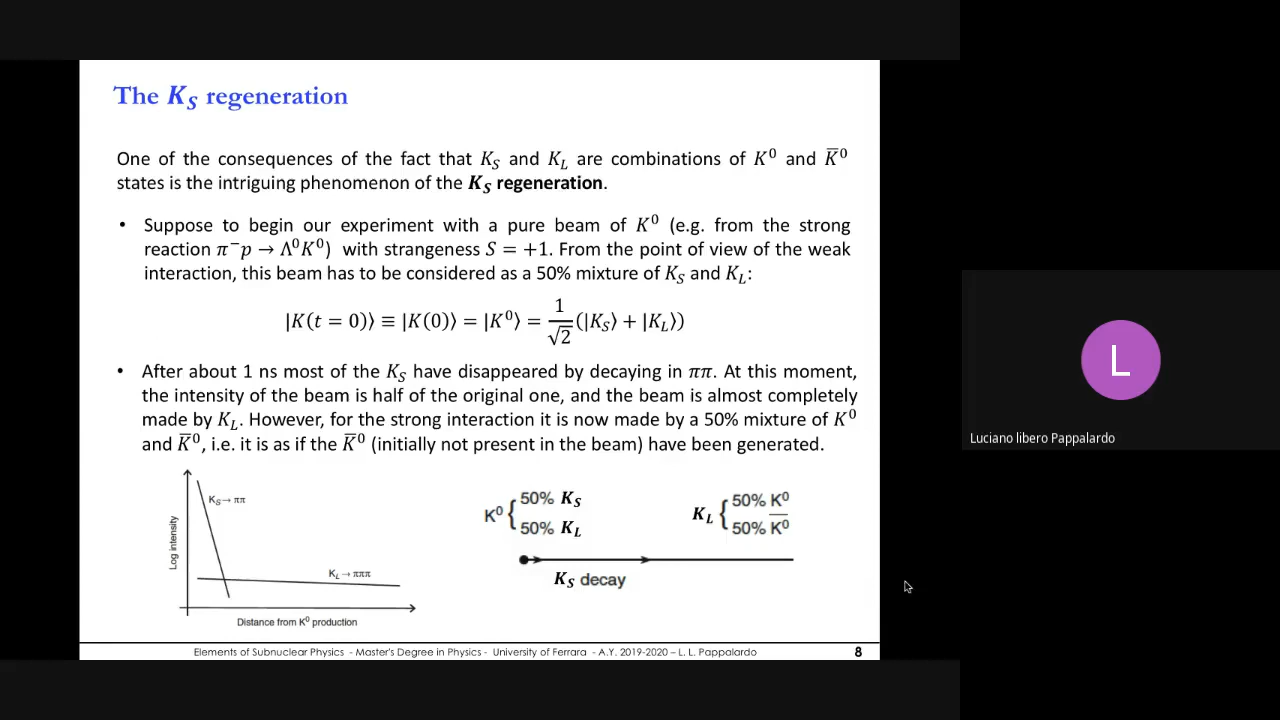 The K_S regeneration
One of the consequences of the fact that K_S and K_L are combinations of K⁰ and K̅⁰
states is the intriguing phenomenon of the K_S regeneration.
• Suppose to begin our experiment with a pure beam of K⁰ (e.g. from the strong
reaction π⁻p → Λ⁰K⁰) with strangeness S = +1. From the point of view of the weak
interaction, this beam has to be considered as a 50% mixture of K_S and K_L:
|K(t = 0)⟩ ≡ |K(0)⟩ = |K⁰⟩ = 1/√2 (|K_S⟩ + |K_L⟩)
• After about 1 ns most of the K_S have disappeared by decaying in ππ. At this moment,
the intensity of the beam is half of the original one, and the beam is almost completely
made by K_L. However, for the strong interaction it is now made by a 50% mixture of K⁰
and K̅⁰, i.e. it is as if the K̅⁰ (initially not present in the beam) have been generated.
Log intensity
K_S → ππ
K_L → πππ
Distance from K⁰ production
K⁰ {
50% K_S
50% K_L
K_L {
50% K⁰
50% K̅⁰
K_S decay
Elements of Subnuclear Physics - Master's Degree in Physics - University of Ferrara - A.Y. 2019-2020 – L. L. Pappalardo
8
L
Luciano libero Pappalardo